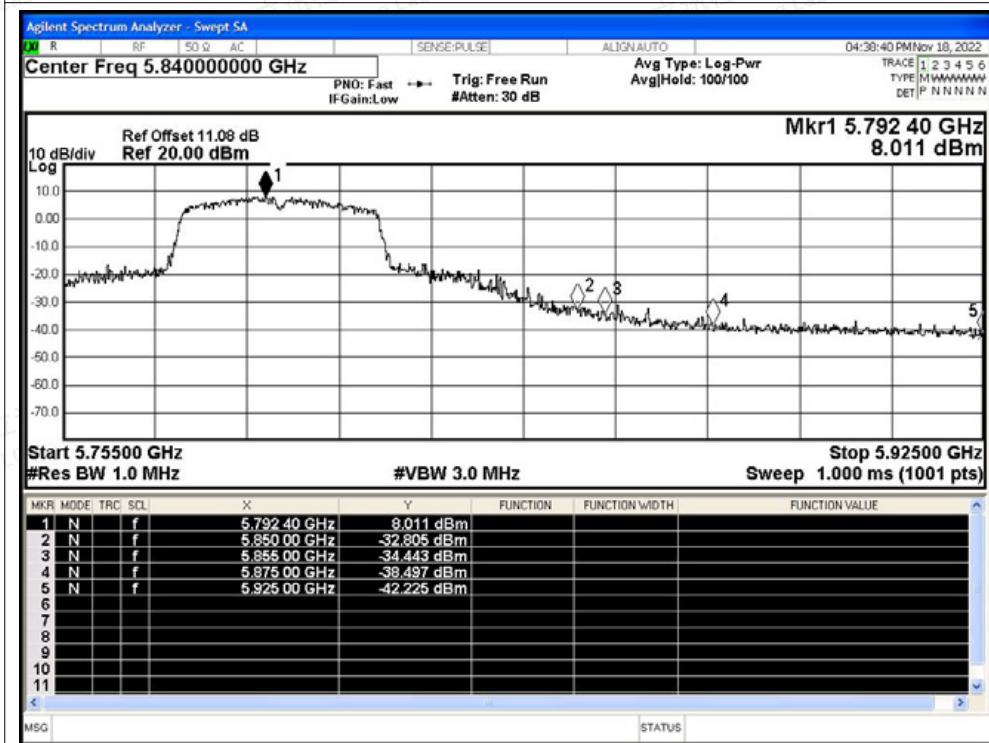 Agilent Spectrum Analyzer - Swept SA
R RF 50 Ω AC SENSE:PULSE ALIGN AUTO 04:38:40 PM Nov 18, 2022
Center Freq 5.840000000 GHz
PNO: Fast
IFGain:Low
Trig: Free Run
#Atten: 30 dB
Avg Type: Log-Pwr
Avg|Hold: 100/100
TRACE 1 2 3 4 5 6
TYPE M WWWWW
DET P N N N N N
Mkr1 5.792 40 GHz
8.011 dBm
Ref Offset 11.08 dB
10 dB/div Ref 20.00 dBm
Log
1
10.0
0.00
-10.0
-20.0
2 3
-30.0
4 5
-40.0
-50.0
-60.0
-70.0
Start 5.75500 GHz Stop 5.92500 GHz
#Res BW 1.0 MHz #VBW 3.0 MHz Sweep 1.000 ms (1001 pts)
MKR MODE TRC SCL X Y FUNCTION FUNCTION WIDTH FUNCTION VALUE
1 N f 5.792 40 GHz 8.011 dBm
2 N f 5.850 00 GHz -32.805 dBm
3 N f 5.855 00 GHz -34.443 dBm
4 N f 5.875 00 GHz -38.497 dBm
5 N f 5.925 00 GHz -42.225 dBm
6
7
8
9
10
11
MSG STATUS